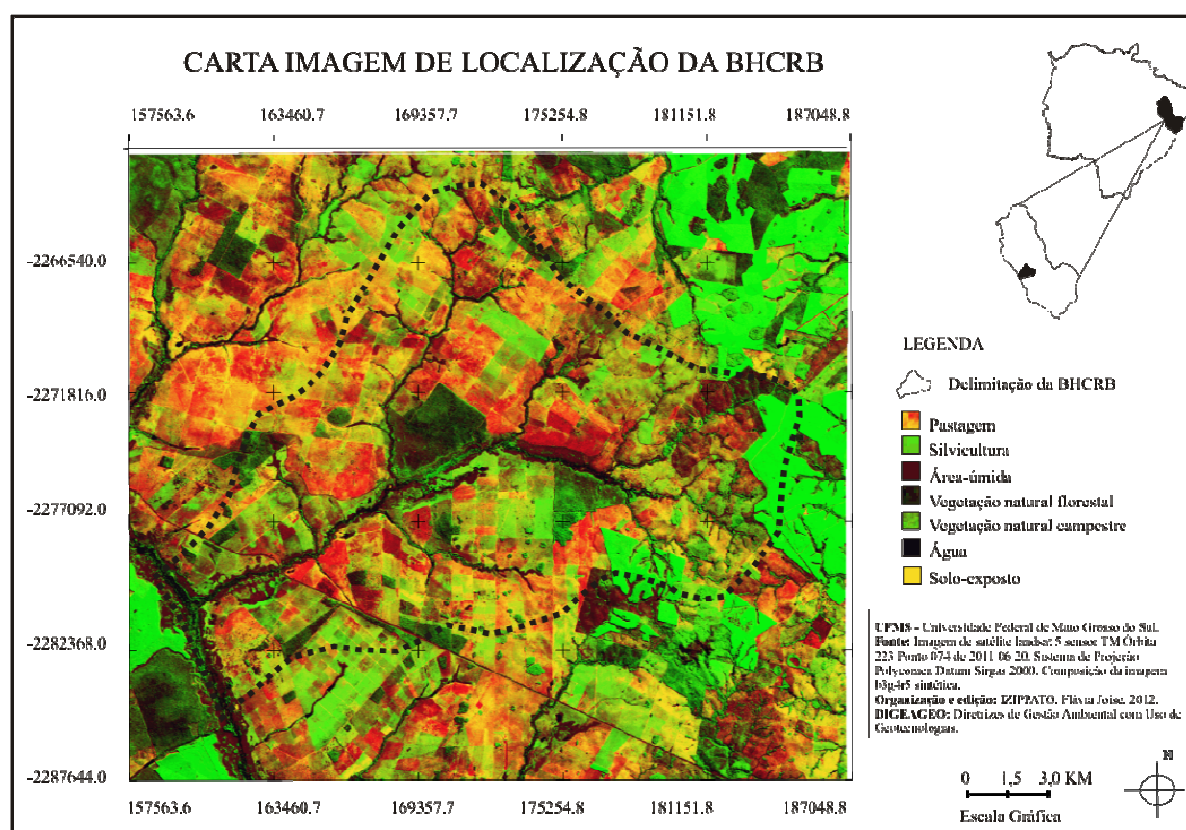 CARTA IMAGEM DE LOCALIZAÇÃO DA BHCRB
157563.6 163460.7 169357.7 175254.8 181151.8 187048.8
-2266540.0
-2271816.0
-2277092.0
-2282368.0
-2287644.0
157563.6 163460.7 169357.7 175254.8 181151.8 187048.8
LEGENDA
Delimitação da BHCRB
Pastagem
Silvicultura
Área-úmida
Vegetação natural florestal
Vegetação natural campestre
Água
Solo-exposto
UFMS - Universidade Federal de Mato Grosso do Sul.
Fonte: Imagem de satélite landsat 5 sensor TM Órbita
223 Ponto 074 de 2011 06 20. Sistema de Projeção
Polyconica Datum Sirgas 2000. Composição da imagem
sintética.
Organização e edição: Flávia Joise. 2012.
DIGEAGEO: Diretrizes de Gestão Ambiental com Uso de
Geotecnologias.
N
0 1,5 3,0 KM
Escala Gráfica